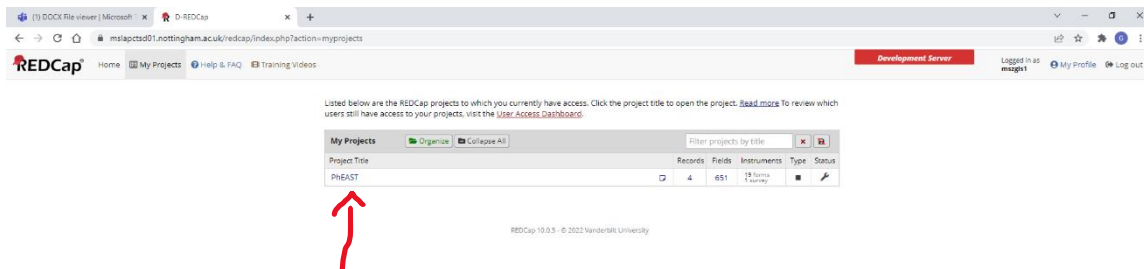 (1) DOCX File viewer | Microsoft
D-REDCap
mslapctsd01.nottingham.ac.uk/redcap/index.php?action=myprojects
G
REDCap Home My Projects Help & FAQ Training Videos Development Server Logged in as mszgls1 My Profile Log out
Listed below are the REDCap projects to which you currently have access. Click the project title to open the project. Read more To review which
users still have access to your projects, visit the User Access Dashboard.
My Projects Organize Collapse All Filter projects by title
Project Title Records Fields Instruments Type Status
PhEAST 4 651 19 forms
1 survey
REDCap 10.0.5 - © 2022 Vanderbilt University